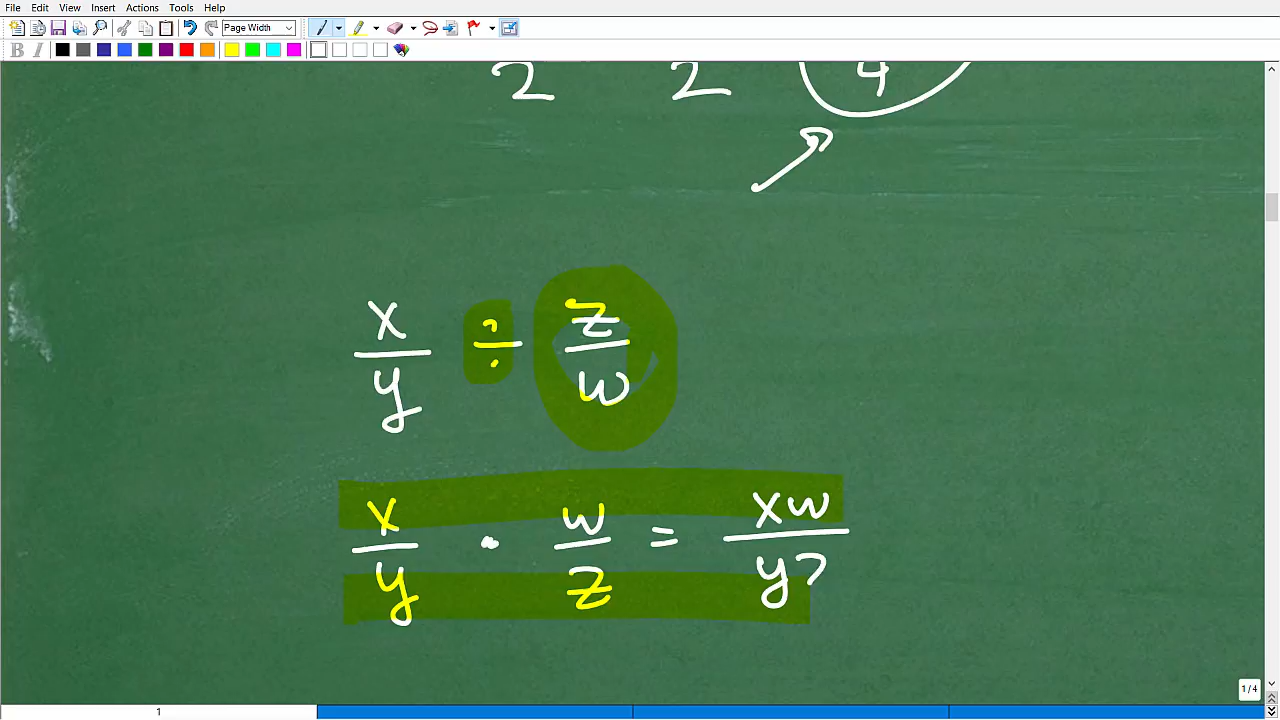 File Edit View Insert Actions Tools Help
Page Width
B I
2 2 4
x/y ÷ z/w
x/y · w/z = xw/y
1/4
1